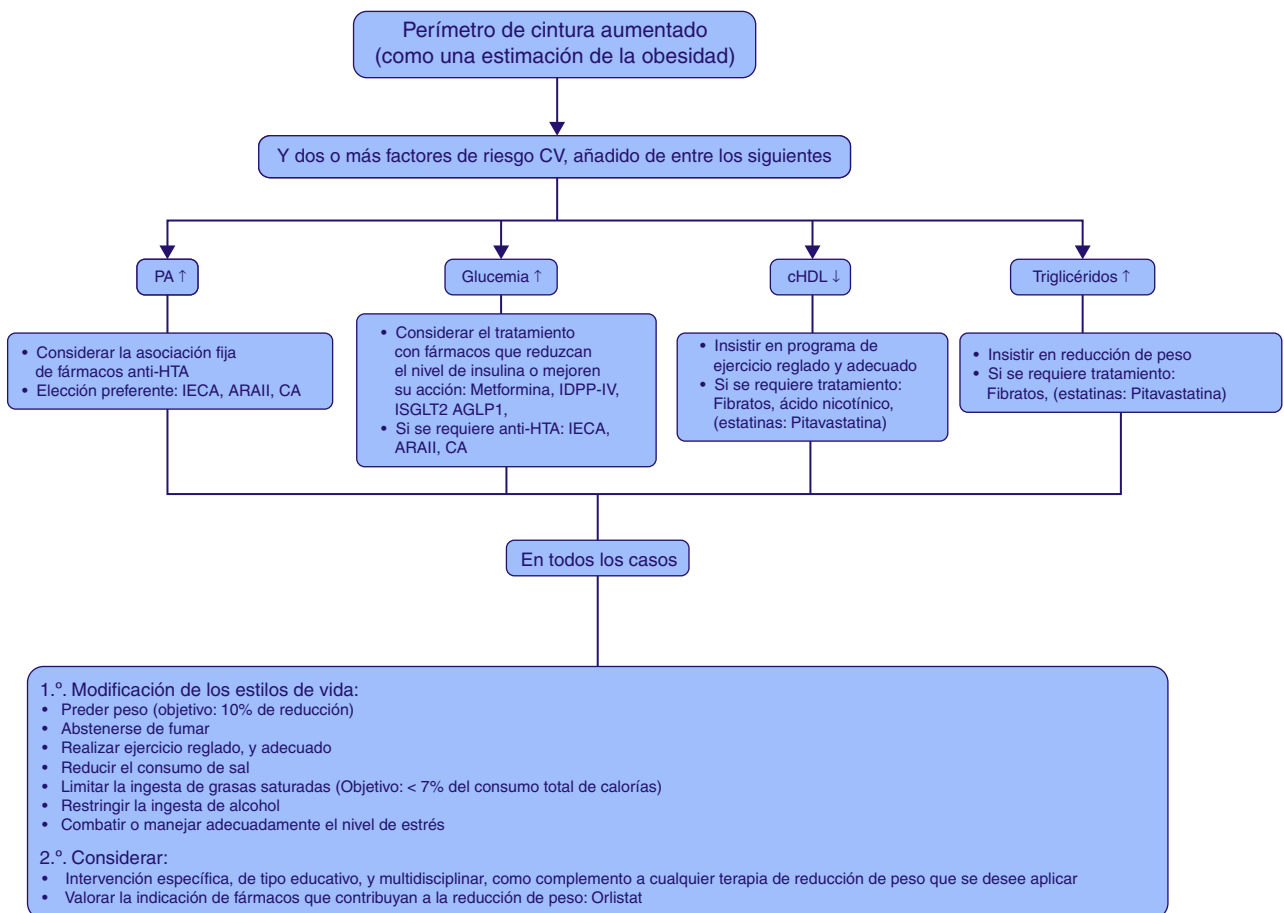 Perímetro de cintura aumentado
(como una estimación de la obesidad)
Y dos o más factores de riesgo CV, añadido de entre los siguientes
PA ↑
• Considerar la asociación fija
de fármacos anti-HTA
• Elección preferente: IECA, ARAII, CA
Glucemia ↑
• Considerar el tratamiento
con fármacos que reduzcan
el nivel de insulina o mejoren
su acción: Metformina, IDPP-IV,
ISGLT2 AGLP1,
• Si se requiere anti-HTA: IECA,
ARAII, CA
cHDL ↓
• Insistir en programa de
ejercicio reglado y adecuado
• Si se requiere tratamiento:
Fibratos, ácido nicotínico,
(estatinas: Pitavastatina)
Triglicéridos ↑
• Insistir en reducción de peso
• Si se requiere tratamiento:
Fibratos, (estatinas: Pitavastatina)
En todos los casos
1.º. Modificación de los estilos de vida:
• Preder peso (objetivo: 10% de reducción)
• Abstenerse de fumar
• Realizar ejercicio reglado, y adecuado
• Reducir el consumo de sal
• Limitar la ingesta de grasas saturadas (Objetivo: < 7% del consumo total de calorías)
• Restringir la ingesta de alcohol
• Combatir o manejar adecuadamente el nivel de estrés
2.º. Considerar:
• Intervención específica, de tipo educativo, y multidisciplinar, como complemento a cualquier terapia de reducción de peso que se desee aplicar
• Valorar la indicación de fármacos que contribuyan a la reducción de peso: Orlistat